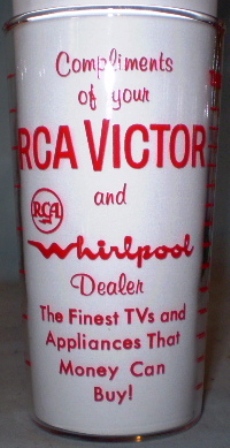 Compliments
of your
RCA VICTOR
and
RCA
Whirlpool
Dealer
The Finest TVs and
Appliances That
Money Can
Buy!